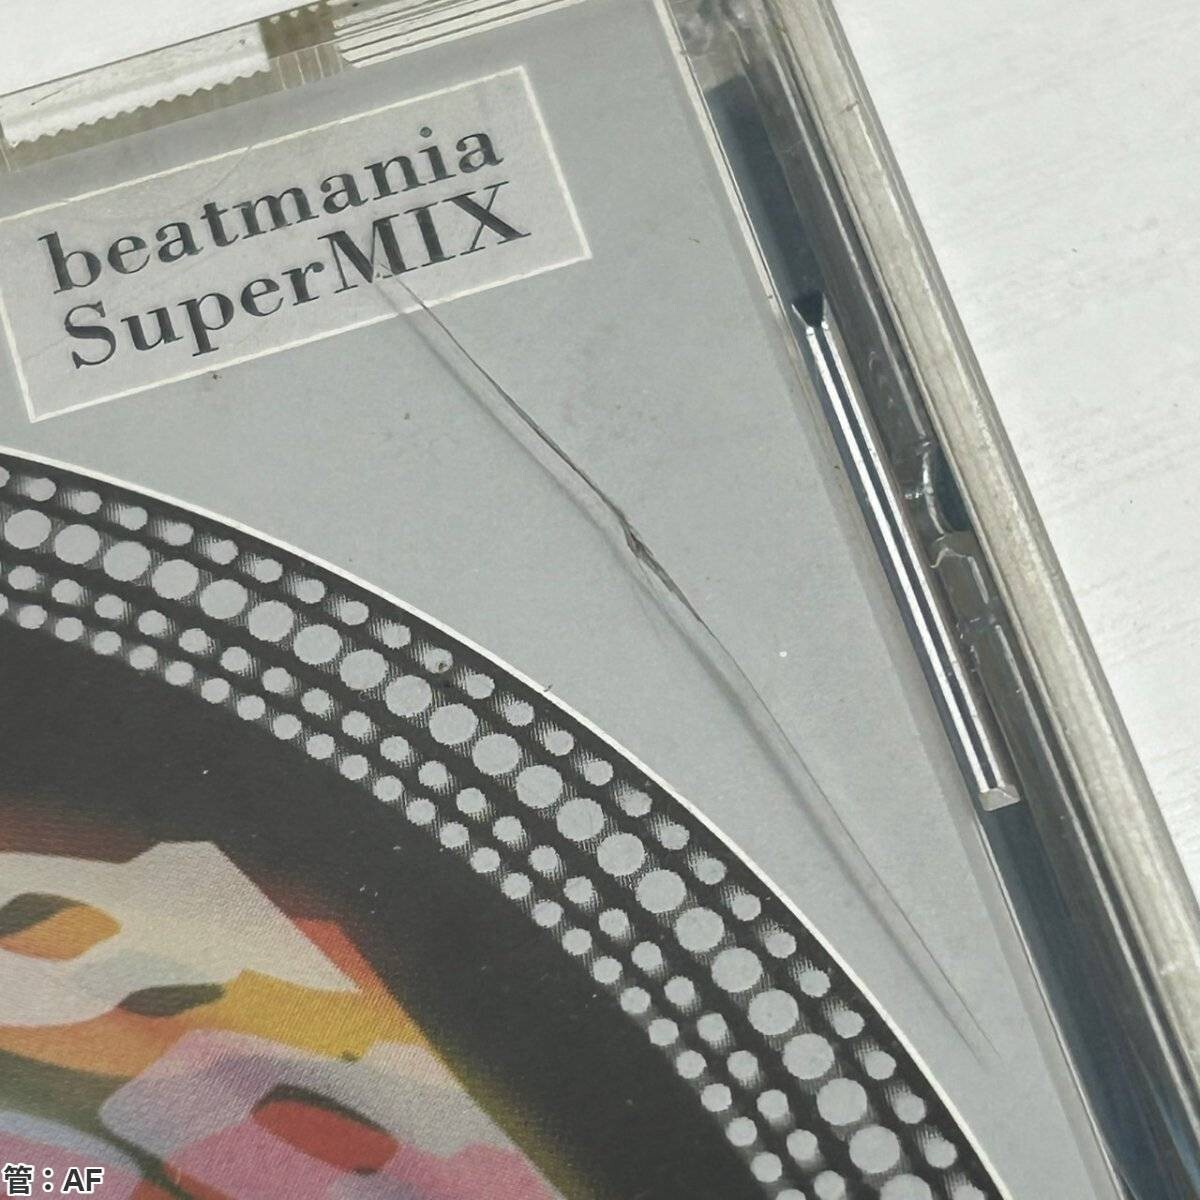 beatmania
SuperMIX
管：AF